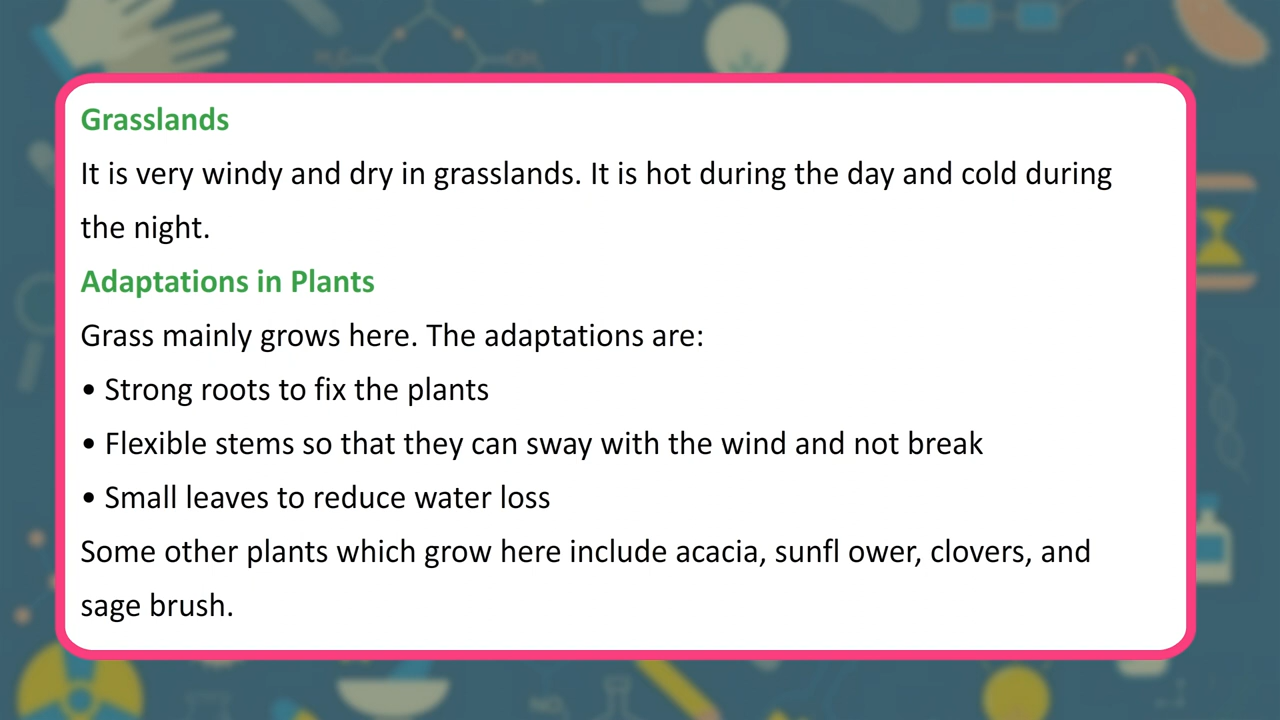 Grasslands
It is very windy and dry in grasslands. It is hot during the day and cold during
the night.
Adaptations in Plants
Grass mainly grows here. The adaptations are:
• Strong roots to fix the plants
• Flexible stems so that they can sway with the wind and not break
• Small leaves to reduce water loss
Some other plants which grow here include acacia, sunfl ower, clovers, and
sage brush.